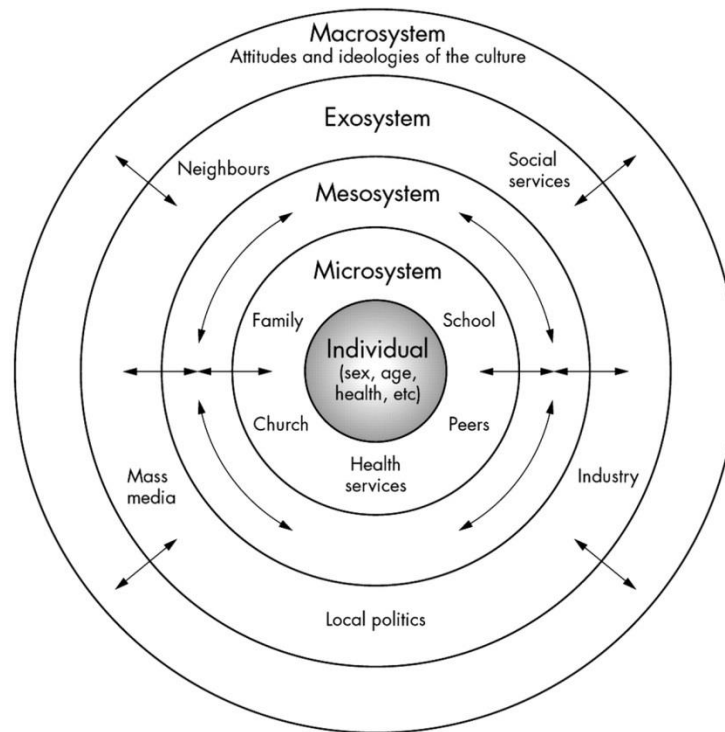 Macrosystem
Attitudes and ideologies of the culture
Exosystem
Neighbours
Social
services
Mesosystem
Microsystem
Family
School
Individual
(sex, age,
health, etc)
Church
Peers
Health
services
Mass
media
Industry
Local politics